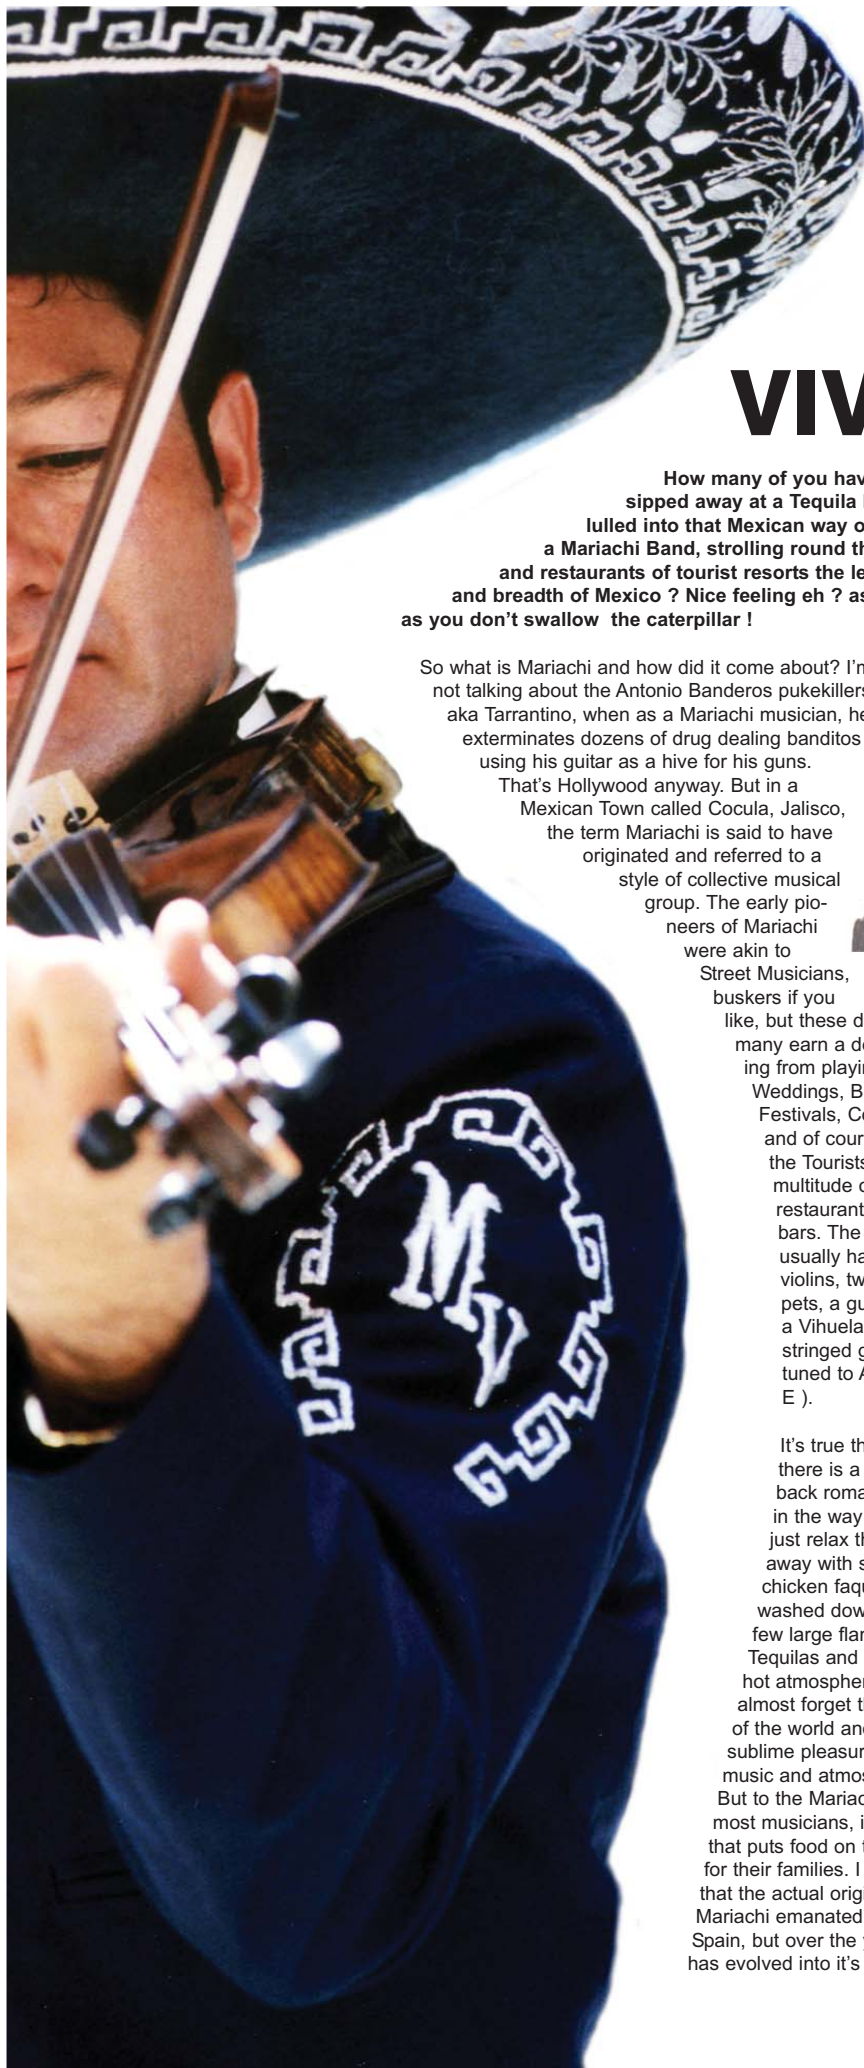 VIV
How many of you hav
sipped away at a Tequila
lulled into that Mexican way o
a Mariachi Band, strolling round th
and restaurants of tourist resorts the le
and breadth of Mexico ? Nice feeling eh ? as
as you don’t swallow the caterpillar !
So what is Mariachi and how did it come about? I’m
not talking about the Antonio Banderos pukekillers
aka Tarrantino, when as a Mariachi musician, he
exterminates dozens of drug dealing banditos
using his guitar as a hive for his guns.
That’s Hollywood anyway. But in a
Mexican Town called Cocula, Jalisco,
the term Mariachi is said to have
originated and referred to a
style of collective musical
group. The early pio-
neers of Mariachi
were akin to
Street Musicians,
buskers if you
like, but these d
many earn a de
ing from playin
Weddings, B
Festivals, Co
and of cour
the Tourists
multitude o
restaurant
bars. The
usually ha
violins, tw
pets, a gu
a Vihuela
stringed g
tuned to A
E ).
It’s true th
there is a
back roma
in the way
just relax th
away with s
chicken faqu
washed dow
few large flar
Tequilas and
hot atmospher
almost forget th
of the world and
sublime pleasur
music and atmos
But to the Mariac
most musicians, i
that puts food on t
for their families. I
that the actual origi
Mariachi emanated
Spain, but over the y
has evolved into it’s
M
V